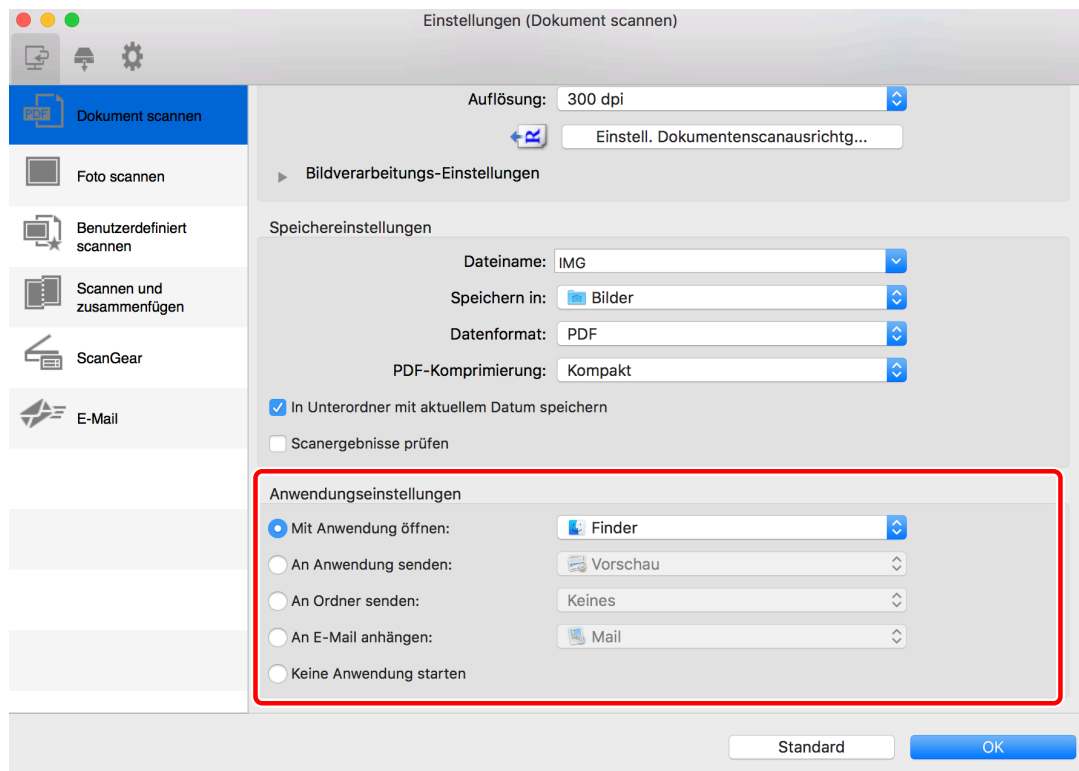 Einstellungen (Dokument scannen)
PDF
Dokument scannen
Foto scannen
Benutzerdefiniert
scannen
Scannen und
zusammenfügen
ScanGear
E-Mail
Auflösung: 300 dpi
R Einstell. Dokumentenscanausrichtg...
Bildverarbeitungs-Einstellungen
Speichereinstellungen
Dateiname: IMG
Speichern in: Bilder
Datenformat: PDF
PDF-Komprimierung: Kompakt
In Unterordner mit aktuellem Datum speichern
Scanergebnisse prüfen
Anwendungseinstellungen
Mit Anwendung öffnen: Finder
An Anwendung senden: Vorschau
An Ordner senden: Keines
An E-Mail anhängen: Mail
Keine Anwendung starten
Standard OK